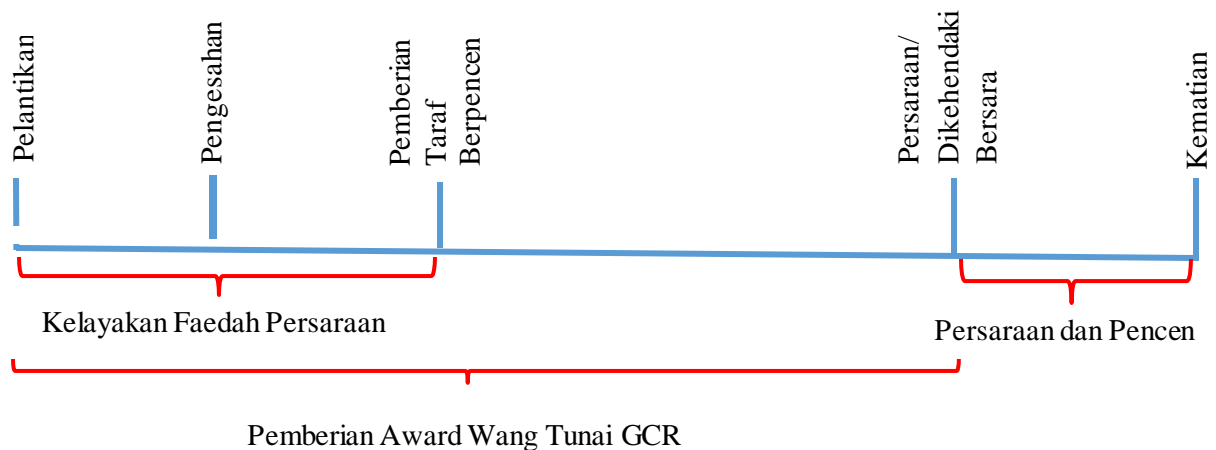 Pelantikan
Pengesahan
Pemberian
Taraf
Berpencen
Persaraan/
Dikehendaki
Bersara
Kematian
Kelayakan Faedah Persaraan
Persaraan dan Pencen
Pemberian Award Wang Tunai GCR